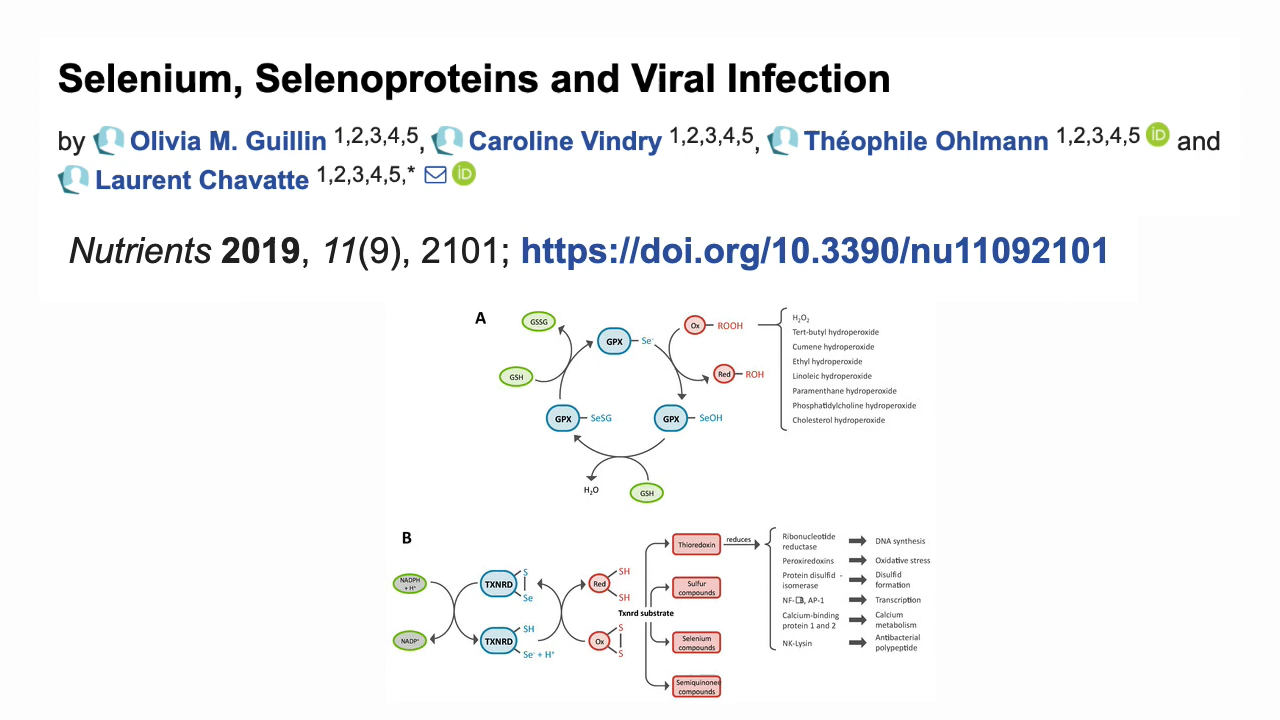 Selenium, Selenoproteins and Viral Infection
by Olivia M. Guillin 1,2,3,4,5, Caroline Vindry 1,2,3,4,5, Théophile Ohlmann 1,2,3,4,5 iD and
Laurent Chavatte 1,2,3,4,5,* iD
Nutrients 2019, 11(9), 2101; https://doi.org/10.3390/nu11092101
A
GSSG
GPX Se⁻
Ox ROOH
H₂O₂
Tert-butyl hydroperoxide
Cumene hydroperoxide
Ethyl hydroperoxide
Linoleic hydroperoxide
Paramenthane hydroperoxide
Phosphatidylcholine hydroperoxide
Cholesterol hydroperoxide
GSH
Red ROH
GPX SeSG
GPX SeOH
H₂O
GSH
B
NADPH
+ H⁺
NADP⁺
TXNRD
S
Se
TXNRD
SH
Se⁻ + H⁺
Red
SH
SH
Ox
S
S
Txnrd substrate
Thioredoxin
reduces
Sulfur
compounds
Selenium
compounds
Semiquinone
compounds
Ribonucleotide
reductase
DNA synthesis
Peroxiredoxins
Oxidative stress
Protein disulfid -
isomerase
Disulfid
formation
NF- B, AP-1
Transcription
Calcium-binding
protein 1 and 2
Calcium
metabolism
NK-Lysin
Antibacterial
polypeptide